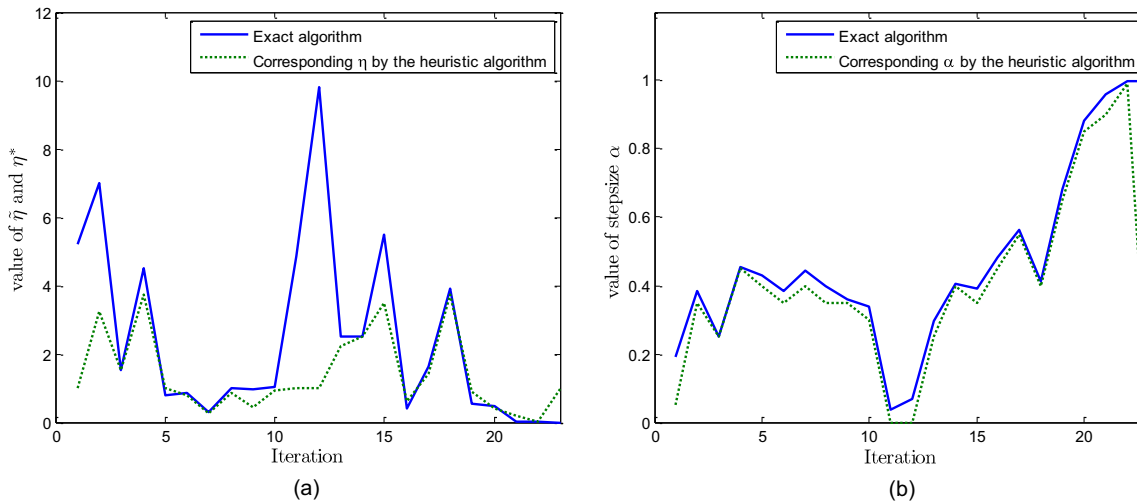 12
10
8
6
4
2
0
0
5
10
15
20
value of η̃ and η*
Iteration
Exact algorithm
Corresponding η by the heuristic algorithm
(a)
1
0.8
0.6
0.4
0.2
0
0
5
10
15
20
value of stepsize α
Iteration
Exact algorithm
Corresponding α by the heuristic algorithm
(b)